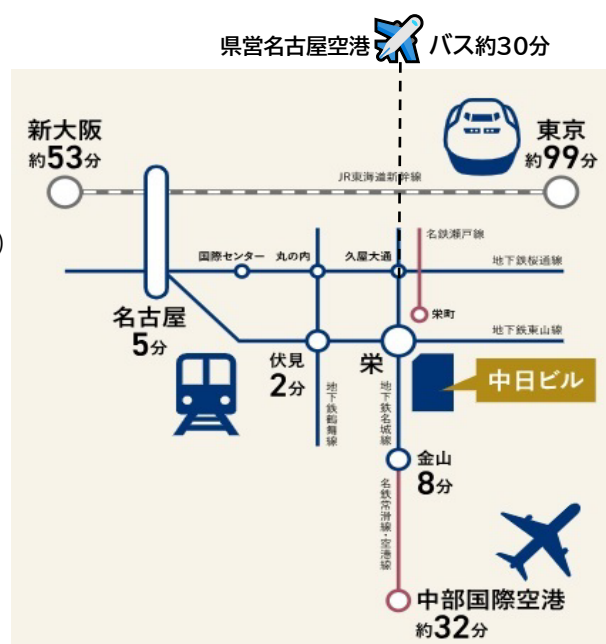 県営名古屋空港 バス約30分
新大阪
約53分
東京
約99分
JR東海道新幹線
名鉄瀬戸線
国際センター 丸の内 久屋大通
地下鉄桜通線
)
名古屋
5分
栄町
地下鉄東山線
伏見
2分
栄
中日ビル
地下鉄鶴舞線
地下鉄名城線
金山
8分
名鉄常滑線・空港線
中部国際空港
約32分